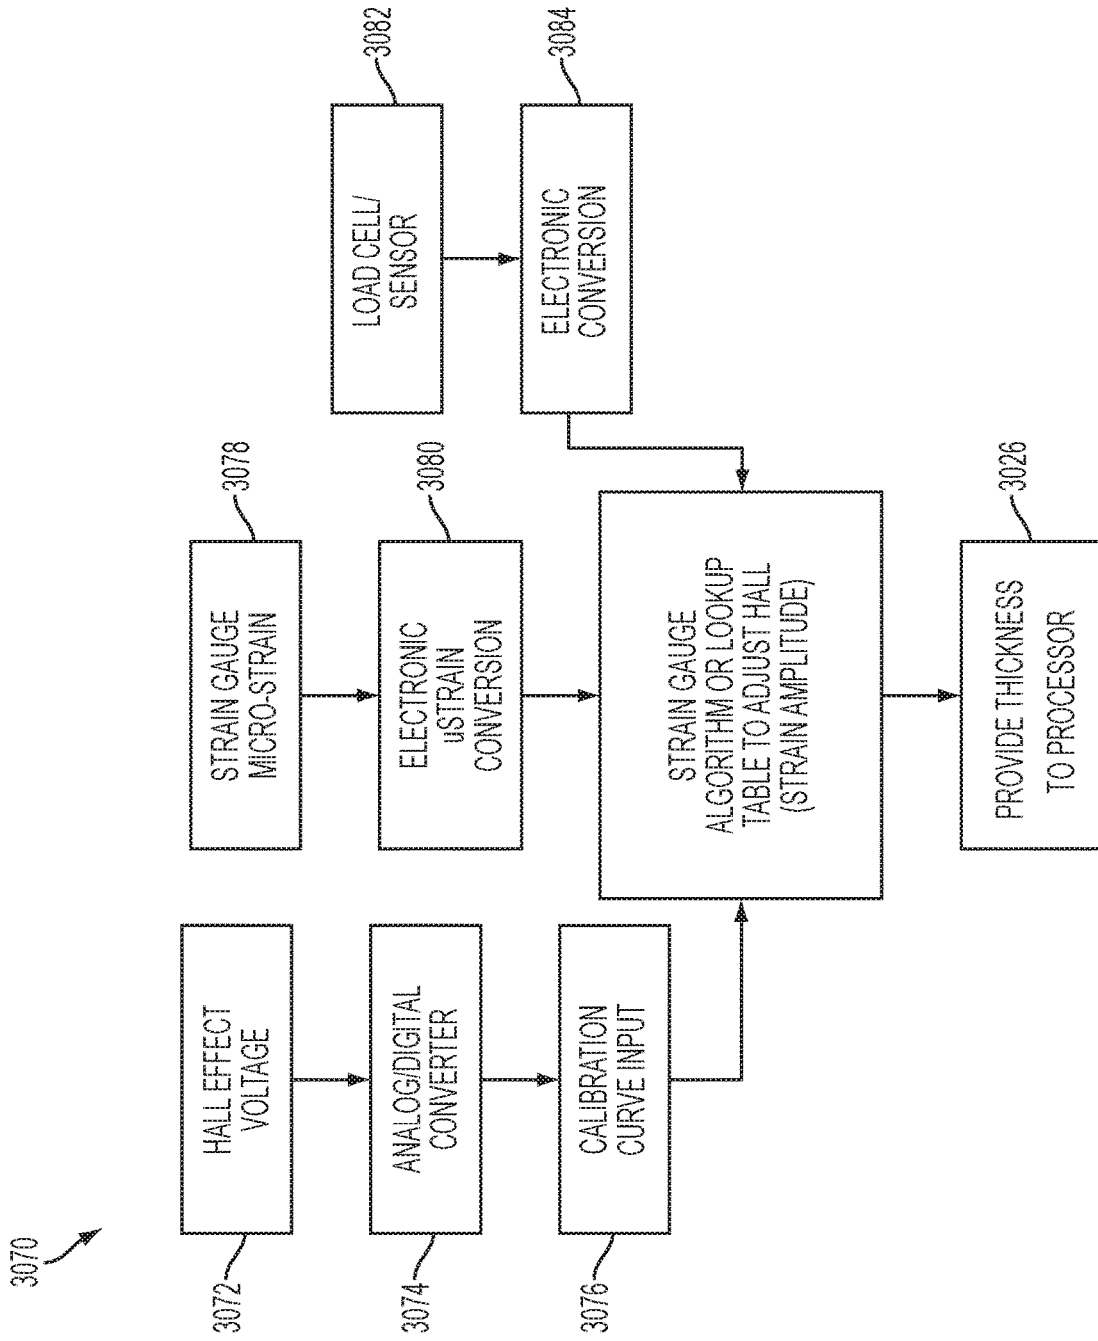 3070
3072
HALL EFFECT
VOLTAGE
3074
ANALOG/DIGITAL
CONVERTER
3076
CALIBRATION
CURVE INPUT
3078
STRAIN GAUGE
MICRO-STRAIN
3080
ELECTRONIC
uSTRAIN
CONVERSION
3082
LOAD CELL/
SENSOR
3084
ELECTRONIC
CONVERSION
STRAIN GAUGE
ALGORITHM OR LOOKUP
TABLE TO ADJUST HALL
(STRAIN AMPLITUDE)
3026
PROVIDE THICKNESS
TO PROCESSOR